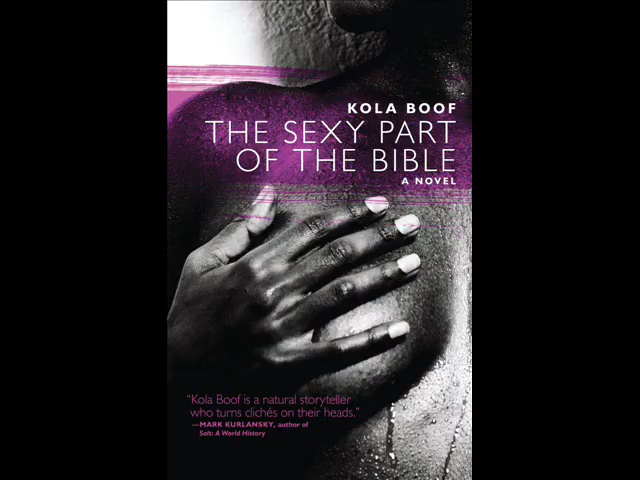 KOLA BOOF
THE SEXY PART
OF THE BIBLE
A NOVEL
“Kola Boof is a natural storyteller
who turns clichés on their heads.”
—MARK KURLANSKY, author of
Salt: A World History